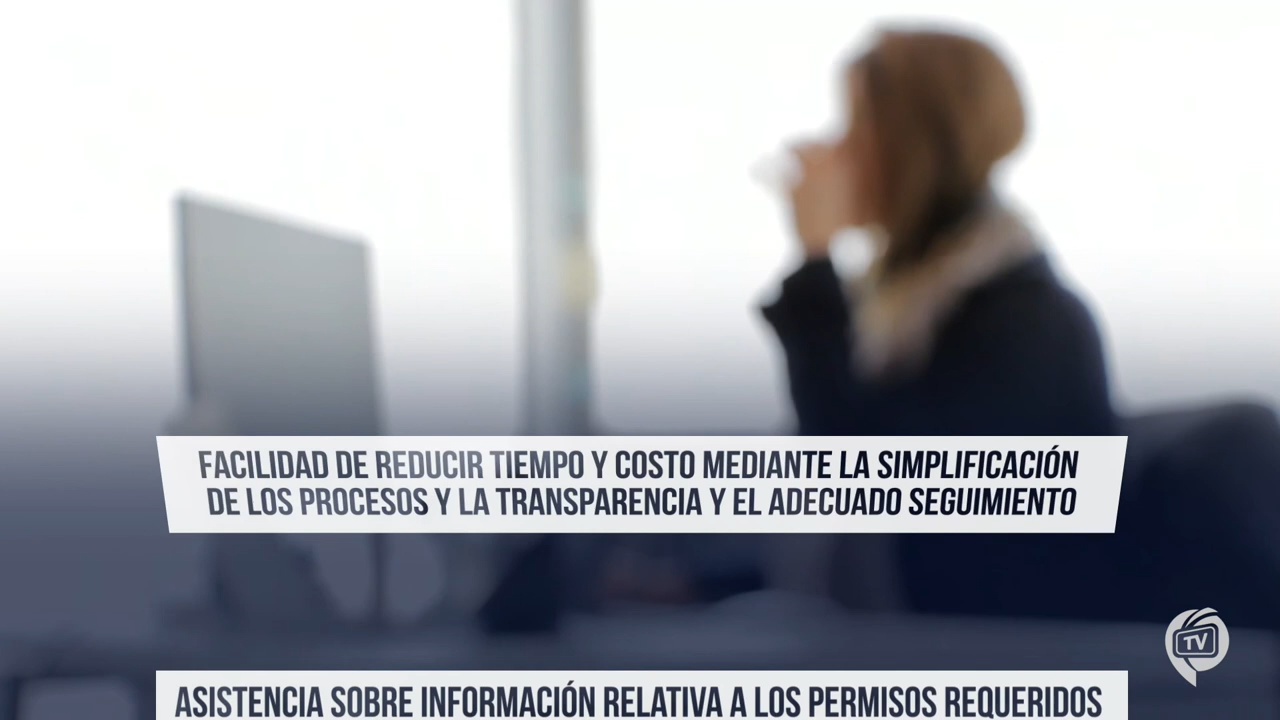 FACILIDAD DE REDUCIR TIEMPO Y COSTO MEDIANTE LA SIMPLIFICACIÓN
DE LOS PROCESOS Y LA TRANSPARENCIA Y EL ADECUADO SEGUIMIENTO
TV
ASISTENCIA SOBRE INFORMACIÓN RELATIVA A LOS PERMISOS REQUERIDOS